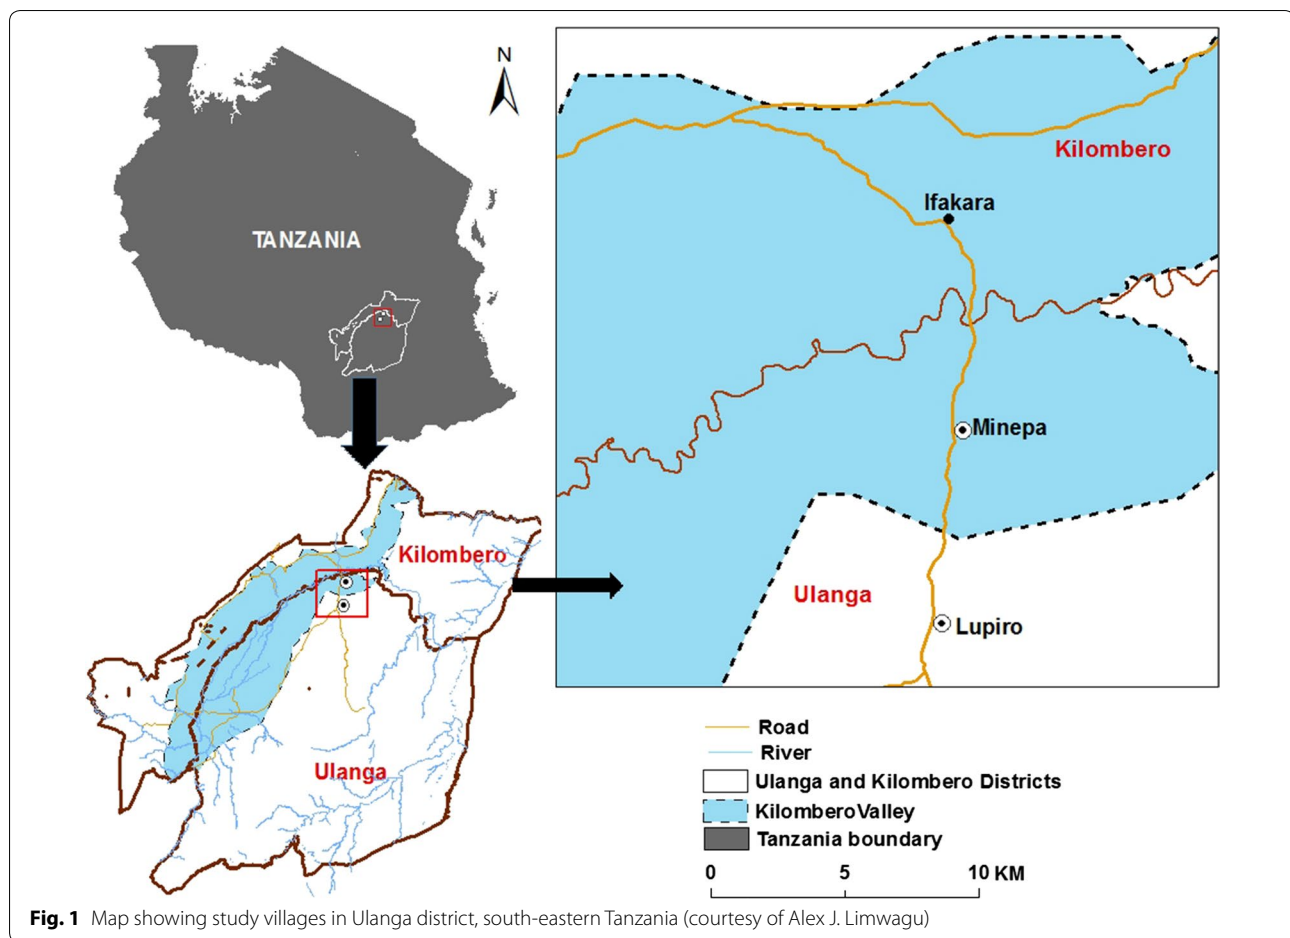 N
TANZANIA
Kilombero
Ifakara
Minepa
Ulanga
Lupiro
Kilombero
Ulanga
Road
River
Ulanga and Kilombero Districts
KilomberoValley
Tanzania boundary
0 5 10 KM
Fig. 1 Map showing study villages in Ulanga district, south-eastern Tanzania (courtesy of Alex J. Limwagu)